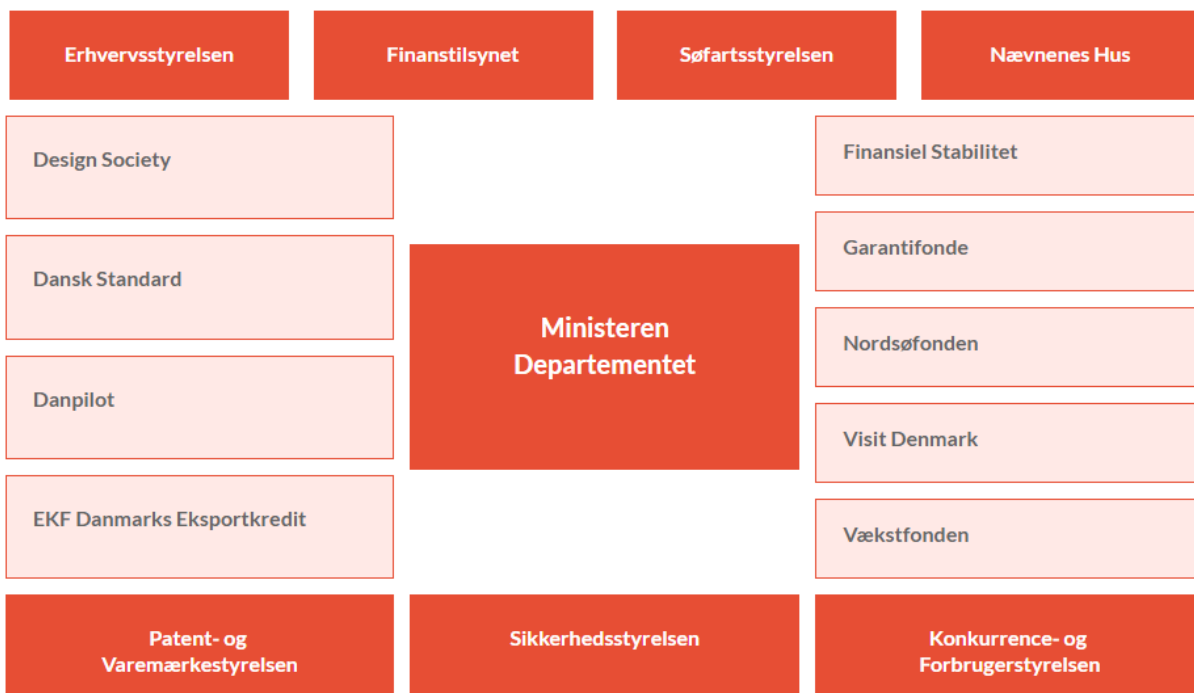 Erhvervsstyrelsen
Finanstilsynet
Søfartsstyrelsen
Nævnenes Hus
Design Society
Dansk Standard
Danpilot
EKF Danmarks Eksportkredit
Ministeren
Departementet
Finansiel Stabilitet
Garantifonde
Nordsøfonden
Visit Denmark
Vækstfonden
Patent- og
Varemærkestyrelsen
Sikkerhedsstyrelsen
Konkurrence- og
Forbrugerstyrelsen